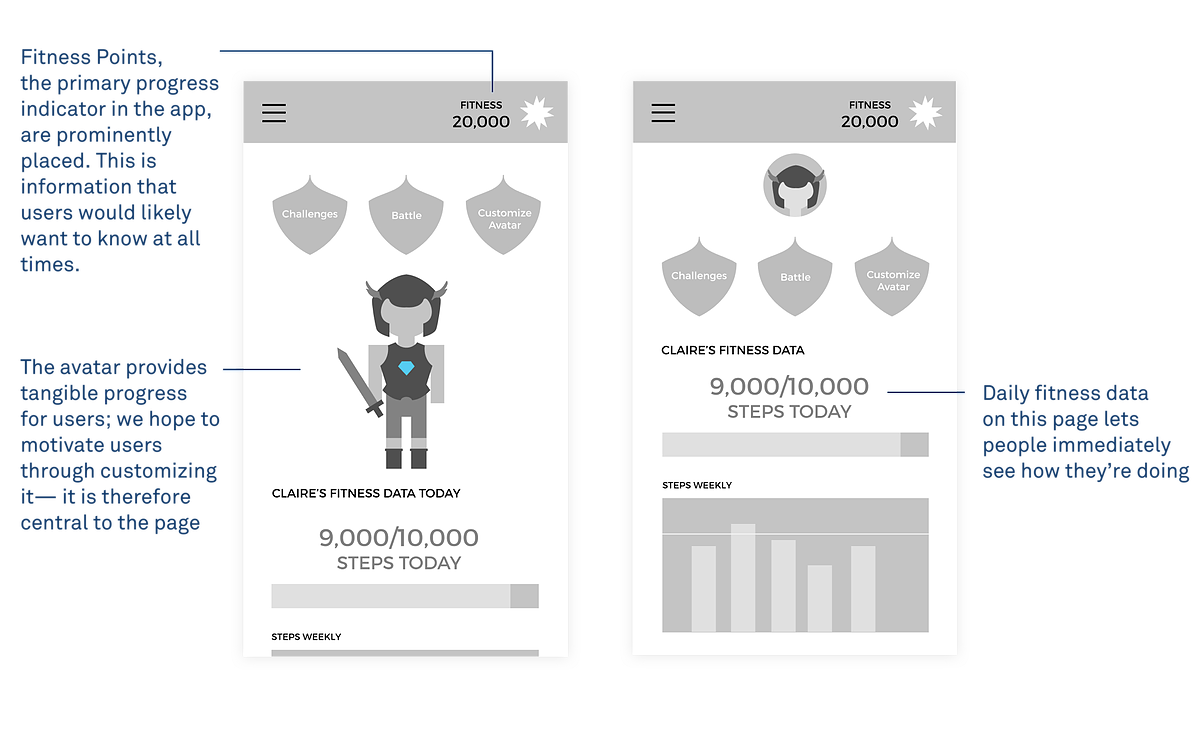 Fitness Points,
the primary progress
indicator in the app,
are prominently
placed. This is
information that
users would likely
want to know at all
times.
The avatar provides
tangible progress
for users; we hope to
motivate users
through customizing
it— it is therefore
central to the page
FITNESS
20,000
Challenges
Battle
Customize
Avatar
CLAIRE'S FITNESS DATA TODAY
9,000/10,000
STEPS TODAY
STEPS WEEKLY
FITNESS
20,000
Challenges
Battle
Customize
Avatar
CLAIRE'S FITNESS DATA
9,000/10,000
STEPS TODAY
STEPS WEEKLY
Daily fitness data
on this page lets
people immediately
see how they're doing